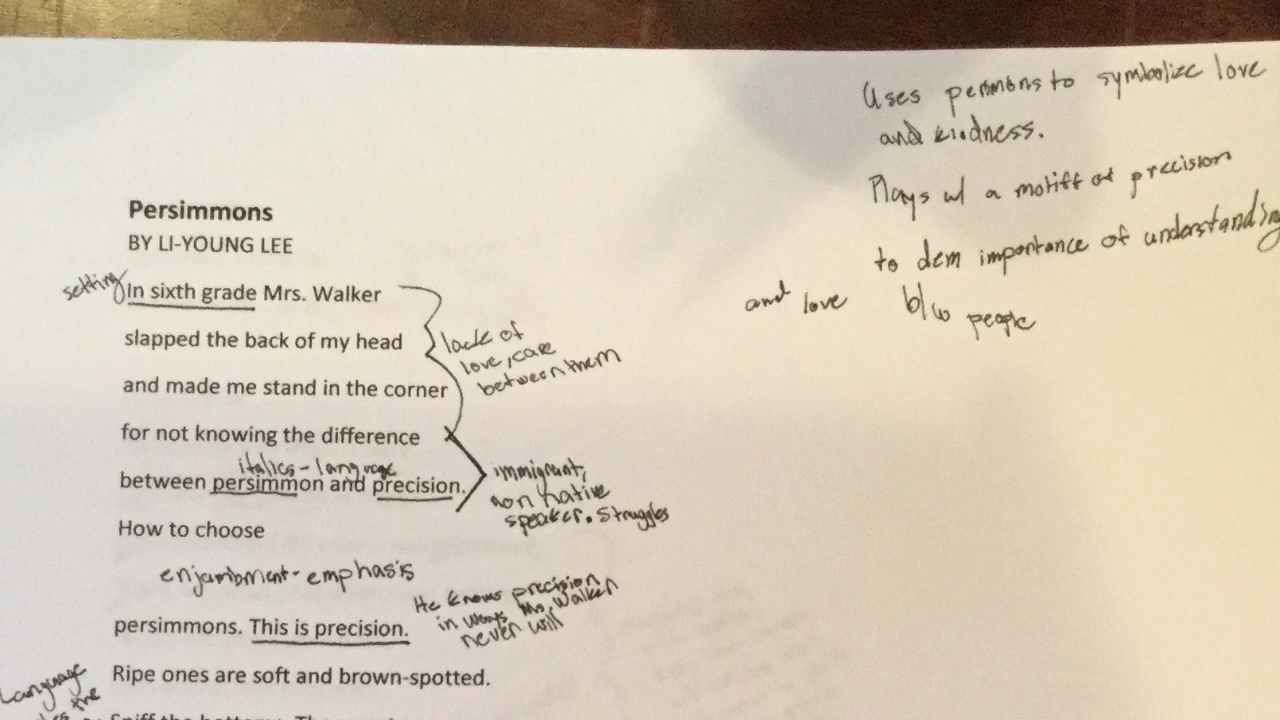 Uses persmmons to symbolize love
and kindness.
Plays w/ a motiff of precision
to dem importance of understanding
and love b/w people
Persimmons
BY LI-YOUNG LEE
setting
In sixth grade Mrs. Walker
slapped the back of my head
lack of
love, care
between them
and made me stand in the corner
for not knowing the difference
italics - language
between persimmon and precision.
immigrant,
non native
speaker. Struggles
How to choose
enjambment - emphasis
He knows precision
in ways Ms. Walker
never will
persimmons. This is precision.
Ripe ones are soft and brown-spotted.
Language
the